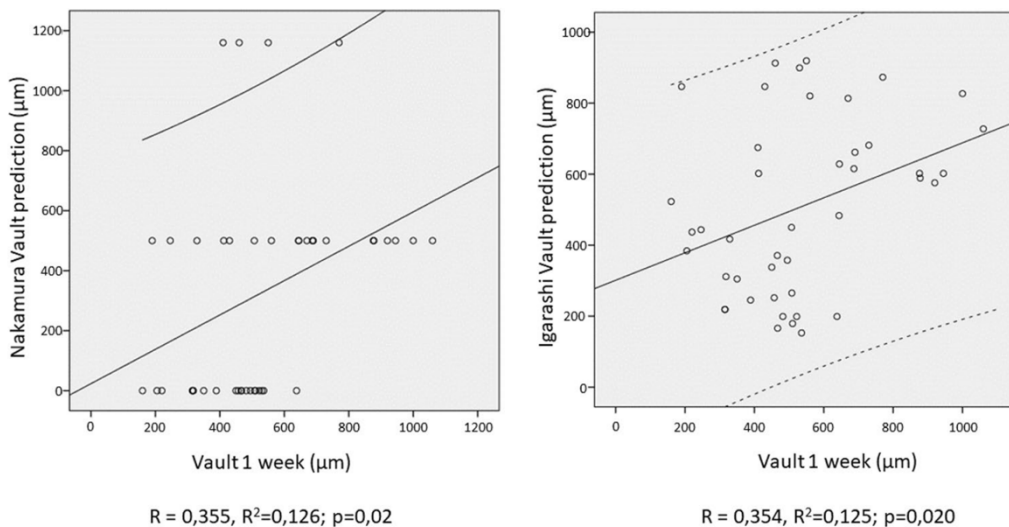 Nakamura Vault prediction (µm)
1200
1000
800
600
400
200
0
0 200 400 600 800 1000 1200
Vault 1 week (µm)
R = 0,355, R²=0,126; p=0,02
Igarashi Vault prediction (µm)
1000
800
600
400
200
0
0 200 400 600 800 1000
Vault 1 week (µm)
R = 0,354, R²=0,125; p=0,020